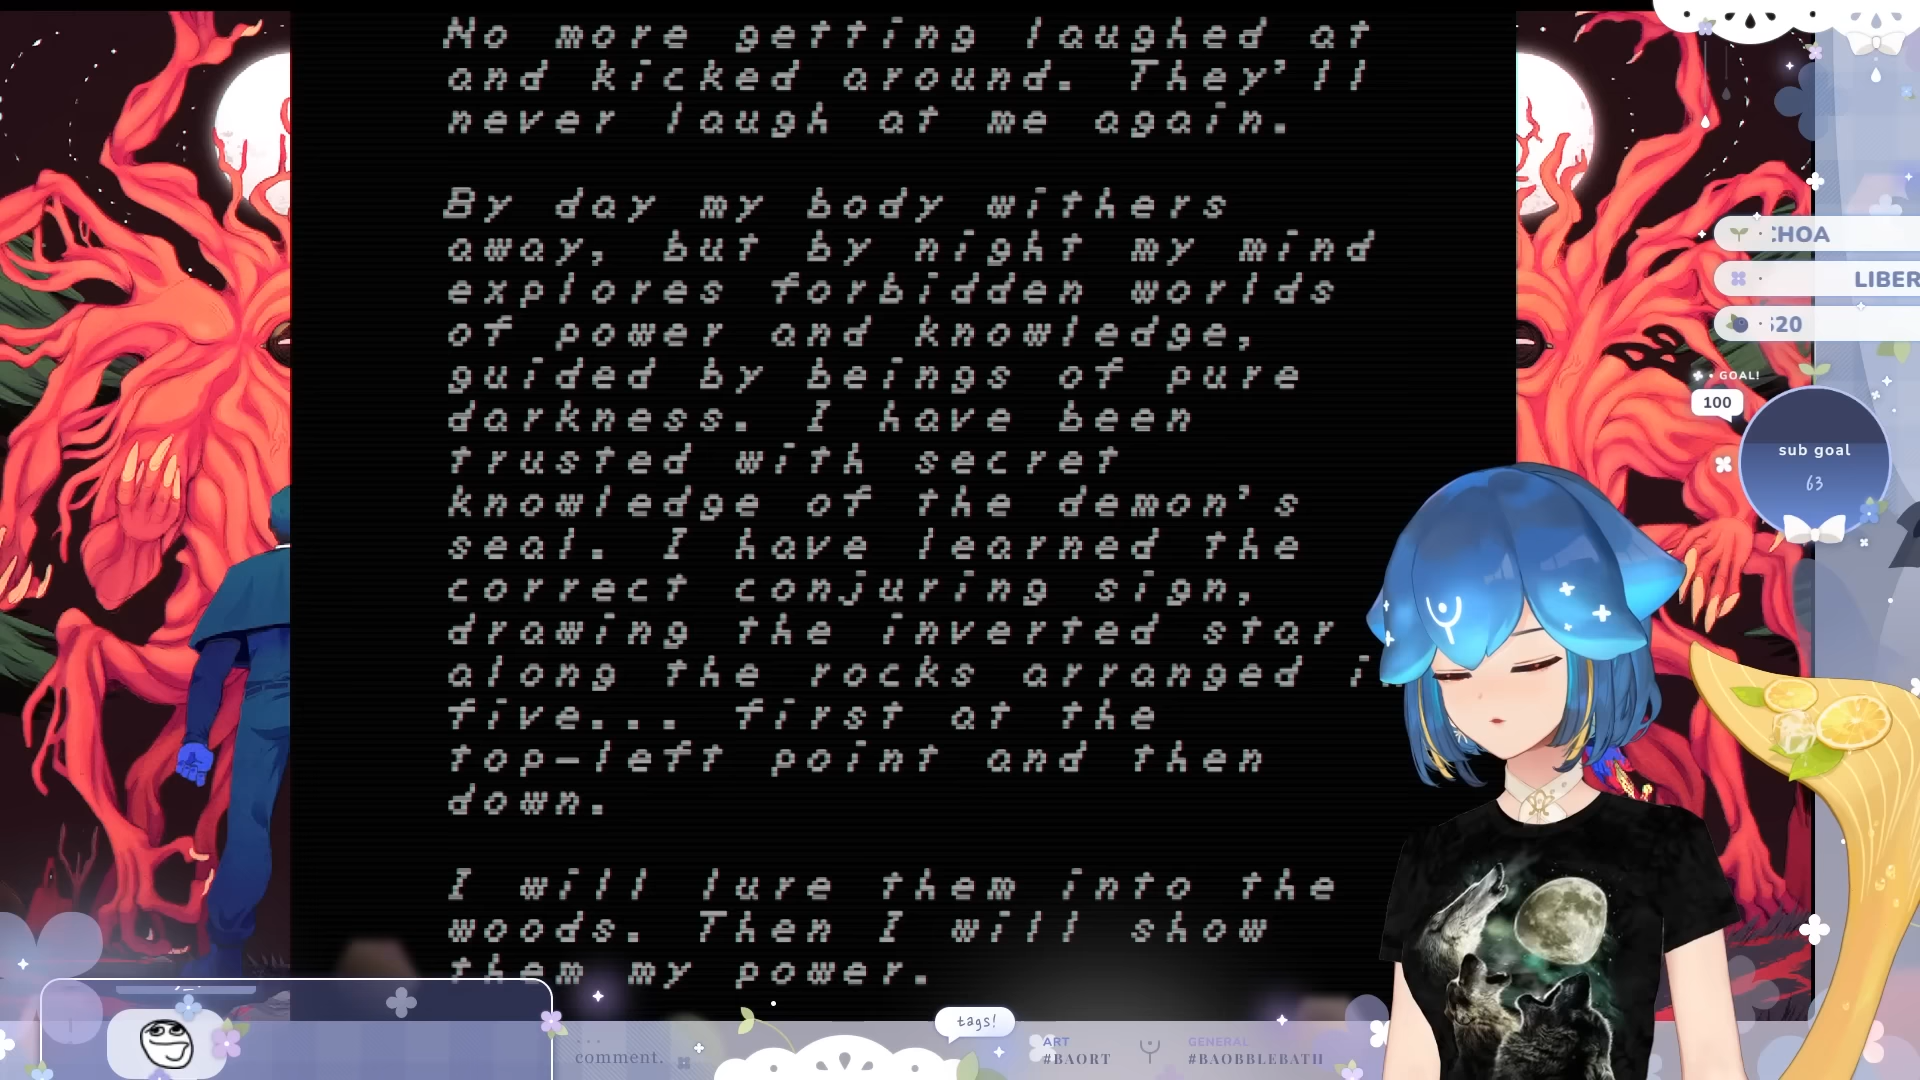 No more getting laughed at
and kicked around. They'll
never laugh at me again.
By day my body withers
away, but by night my mind
explores forbidden worlds
of power and knowledge,
guided by beings of pure
darkness. I have been
trusted with secret
knowledge of the demon's
seal. I have learned the
correct conjuring sign,
drawing the inverted star
along the rocks arranged in
five... first at the
top-left point and then
down.
I will lure them into the
woods. Then I will show
them my power.
CHOA
LIBER
$20
GOAL!
100
sub goal
63
tags!
comment.
ART
#BAORT
GENERAL
#BAOBBLEBATH